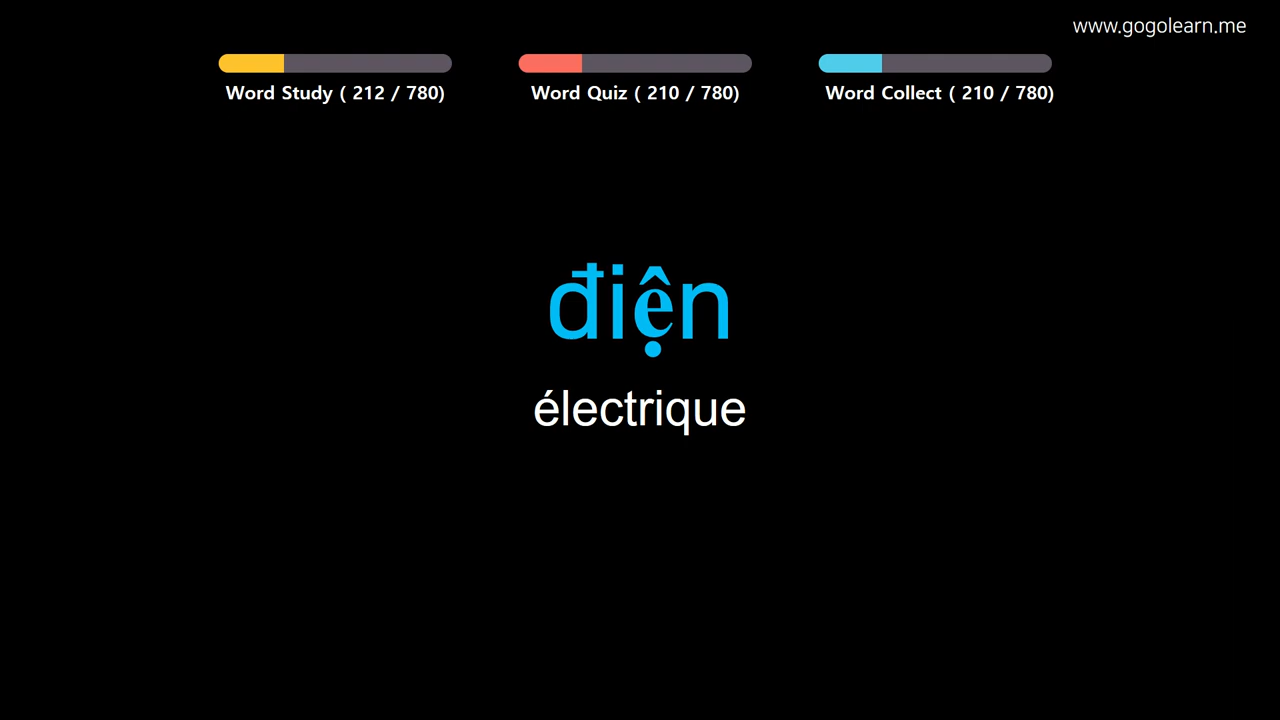 www.gogolearn.me
Word Study ( 212 / 780)
Word Quiz ( 210 / 780)
Word Collect ( 210 / 780)
điện
électrique